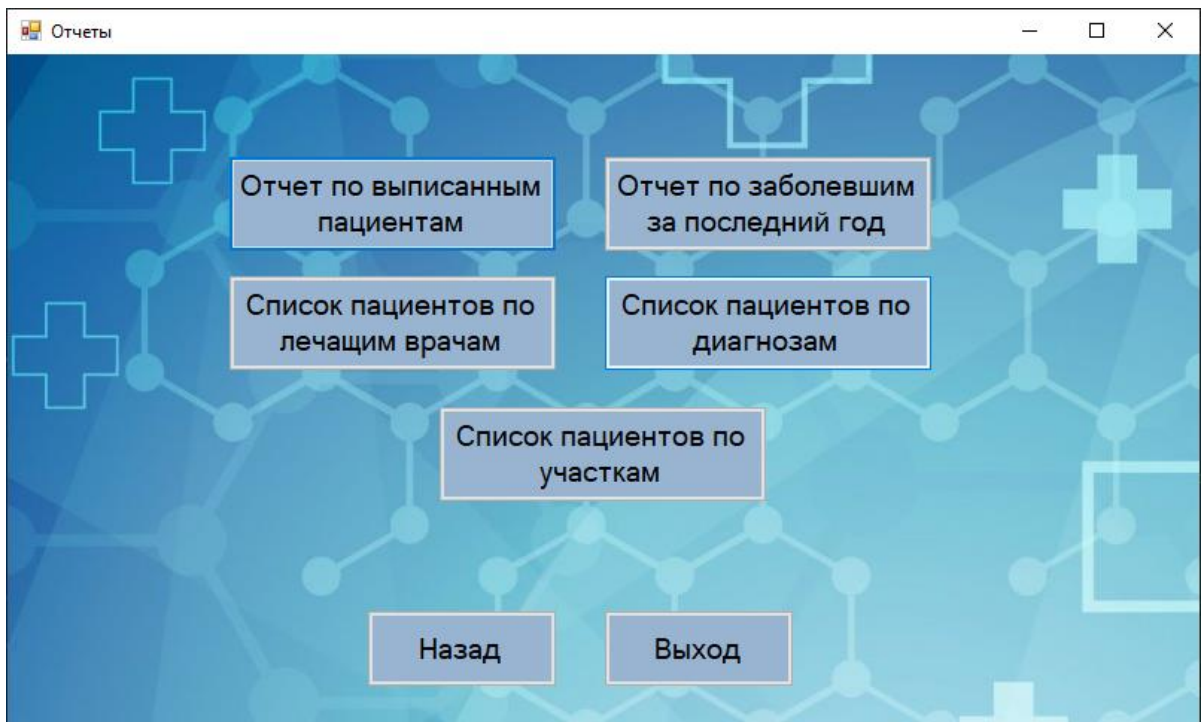 Отчеты
Отчет по выписанным
пациентам
Отчет по заболевшим
за последний год
Список пациентов по
лечащим врачам
Список пациентов по
диагнозам
Список пациентов по
участкам
Назад
Выход